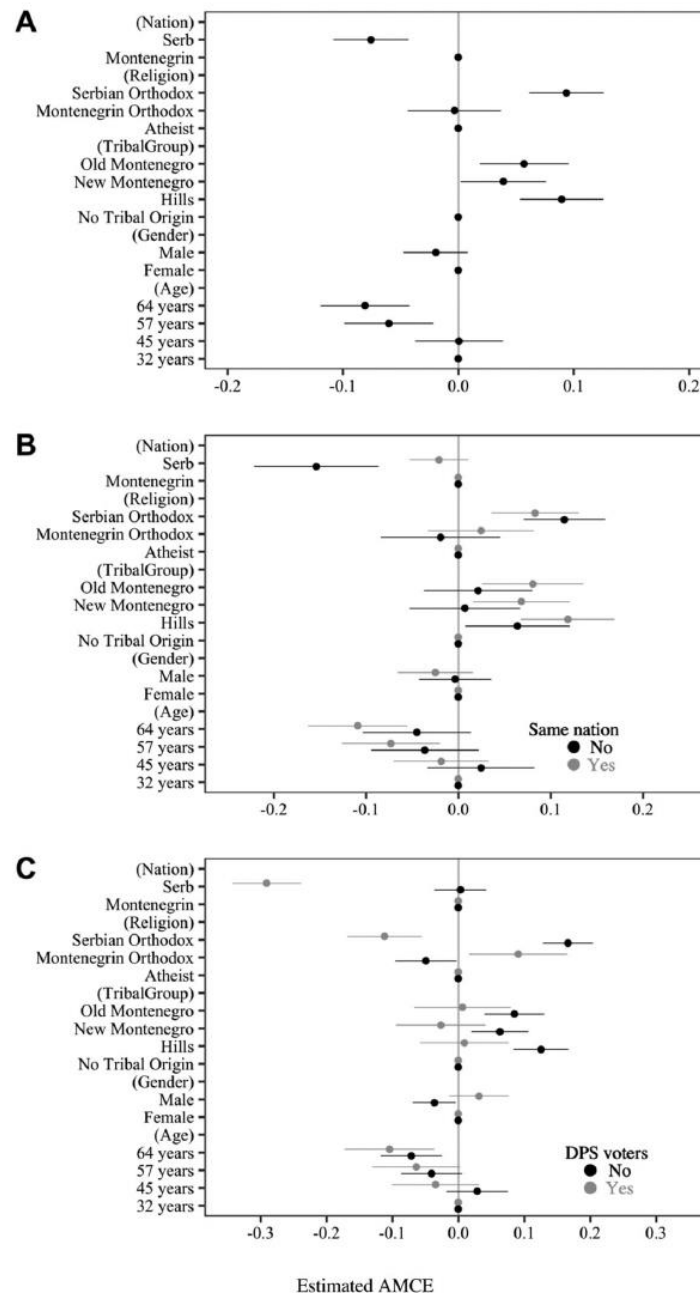 A
(Nation)
Serb
Montenegrin
(Religion)
Serbian Orthodox
Montenegrin Orthodox
Atheist
(TribalGroup)
Old Montenegro
New Montenegro
Hills
No Tribal Origin
(Gender)
Male
Female
(Age)
64 years
57 years
45 years
32 years
-0.2 -0.1 0.0 0.1 0.2
B
(Nation)
Serb
Montenegrin
(Religion)
Serbian Orthodox
Montenegrin Orthodox
Atheist
(TribalGroup)
Old Montenegro
New Montenegro
Hills
No Tribal Origin
(Gender)
Male
Female
(Age)
64 years
57 years
45 years
32 years
Same nation
No
Yes
-0.2 -0.1 0.0 0.1 0.2
C
(Nation)
Serb
Montenegrin
(Religion)
Serbian Orthodox
Montenegrin Orthodox
Atheist
(TribalGroup)
Old Montenegro
New Montenegro
Hills
No Tribal Origin
(Gender)
Male
Female
(Age)
64 years
57 years
45 years
32 years
DPS voters
No
Yes
-0.3 -0.2 -0.1 0.0 0.1 0.2 0.3
Estimated AMCE